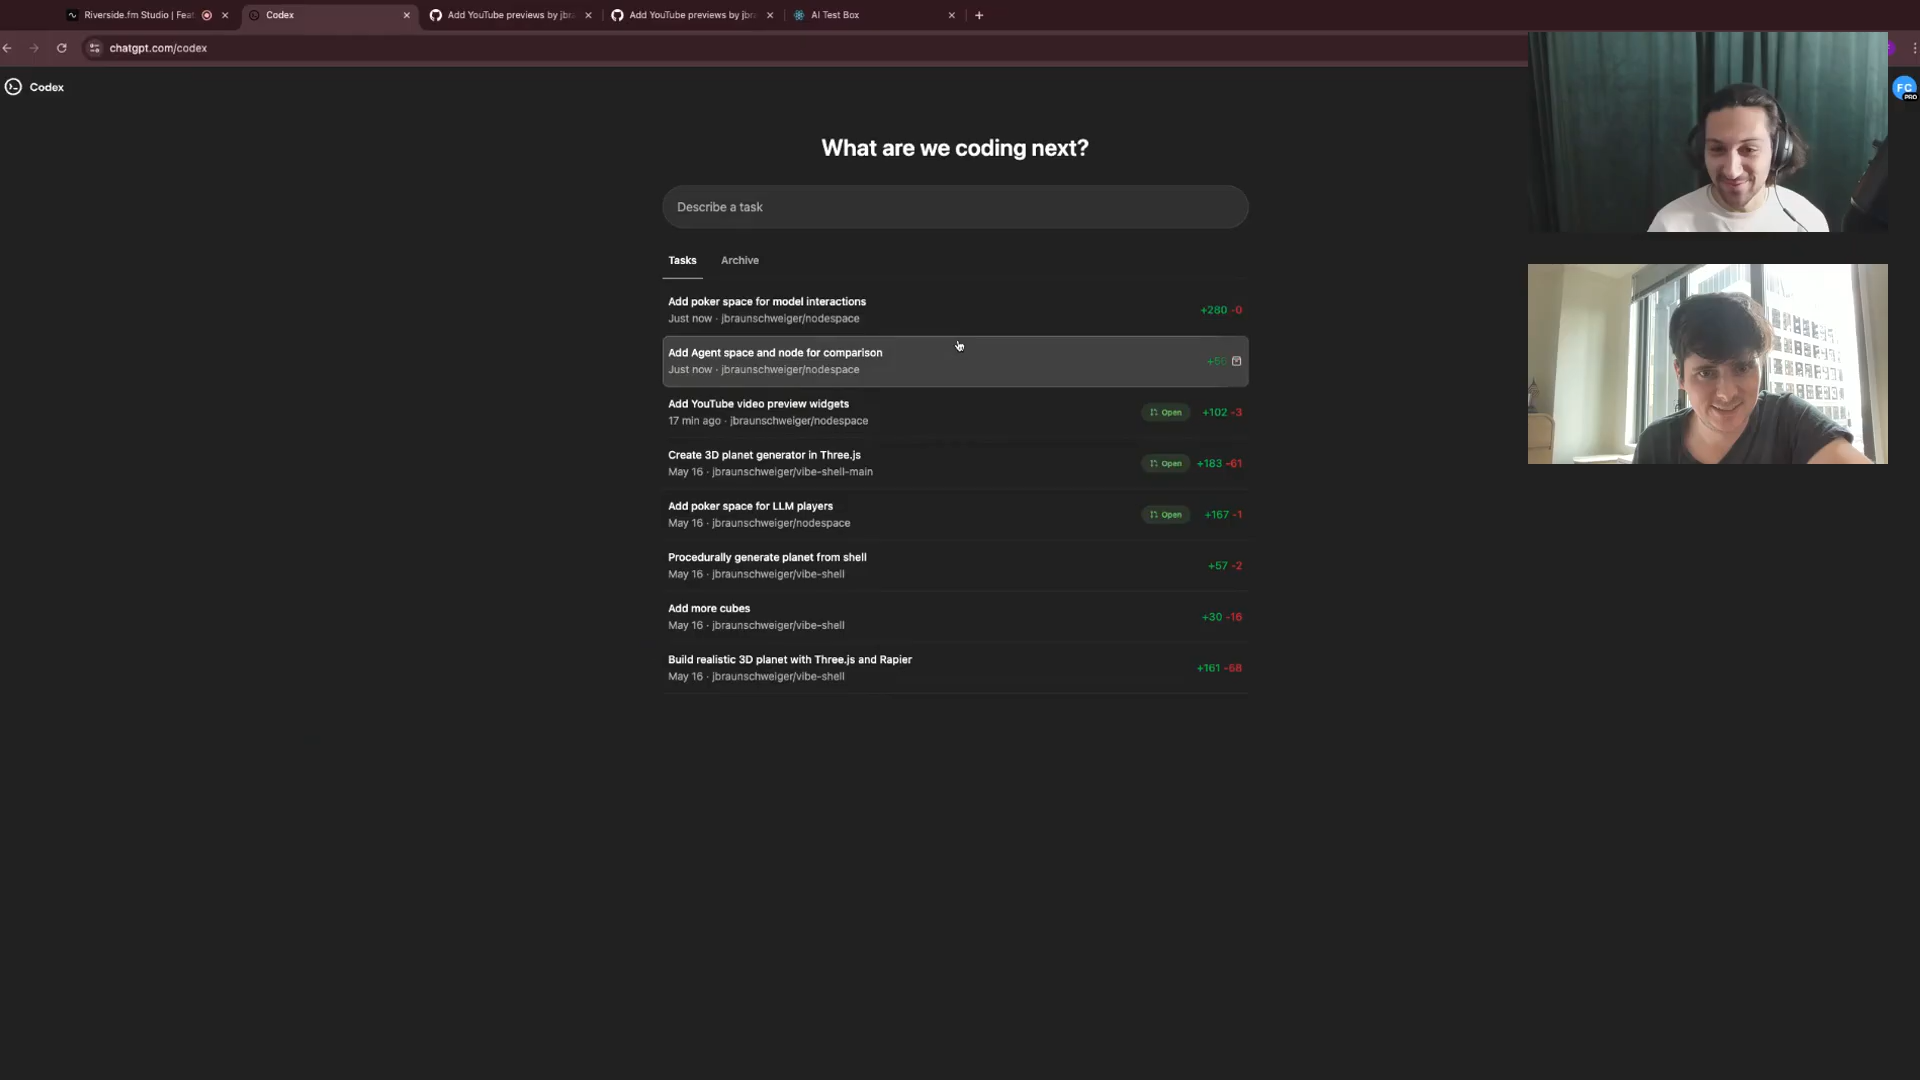 Riverside.fm Studio | Feat
Codex
Add YouTube previews by jbra
Add YouTube previews by jbra
AI Test Box
chatgpt.com/codex
Codex
FC
PRO
What are we coding next?
Describe a task
Tasks
Archive
Add poker space for model interactions
Just now · jbraunschweiger/nodespace
+280 -0
Add Agent space and node for comparison
Just now · jbraunschweiger/nodespace
Add YouTube video preview widgets
17 min ago · jbraunschweiger/nodespace
Open
+102 -3
Create 3D planet generator in Three.js
May 16 · jbraunschweiger/vibe-shell-main
Open
+183 -61
Add poker space for LLM players
May 16 · jbraunschweiger/nodespace
Open
+167 -1
Procedurally generate planet from shell
May 16 · jbraunschweiger/vibe-shell
+57 -2
Add more cubes
May 16 · jbraunschweiger/vibe-shell
+30 -16
Build realistic 3D planet with Three.js and Rapier
May 16 · jbraunschweiger/vibe-shell
+161 -68